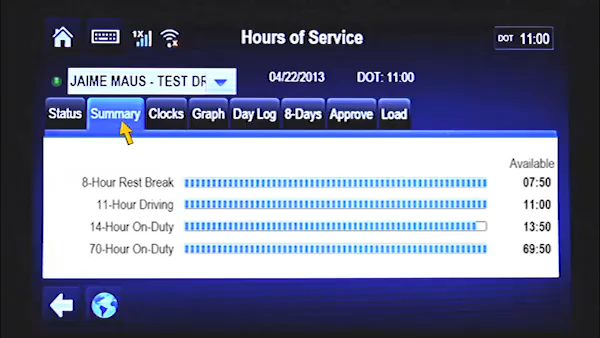 1X Hours of Service DOT 11:00
JAIME MAUS - TEST DR 04/22/2013 DOT: 11:00
Status Summary Clocks Graph Day Log 8-Days Approve Load
Available
8-Hour Rest Break 07:50
11-Hour Driving 11:00
14-Hour On-Duty 13:50
70-Hour On-Duty 69:50